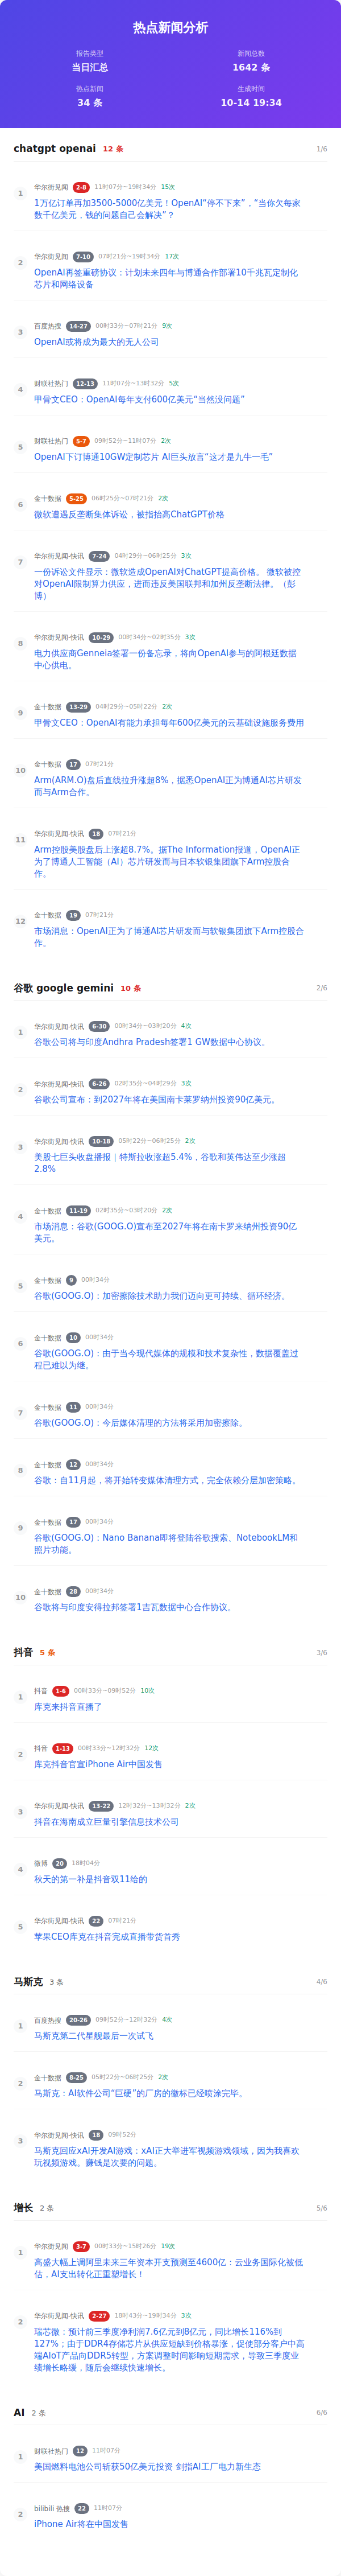 热点新闻分析
报告类型
新闻总数
当日汇总
1642 条
热点新闻
生成时间
34 条
10-14 19:34
chatgpt openai 12 条 1/6
1
华尔街见闻 2-8 11时07分~19时34分 15次
1万亿订单再加3500-5000亿美元！OpenAI“停不下来”，“当你欠每家
数千亿美元，钱的问题自己会解决”？
2
华尔街见闻 7-10 07时21分~19时34分 17次
OpenAI再签重磅协议：计划未来四年与博通合作部署10千兆瓦定制化
芯片和网络设备
3
百度热搜 14-27 00时33分~07时21分 9次
OpenAI或将成为最大的无人公司
4
财联社热门 12-13 11时07分~13时32分 5次
甲骨文CEO：OpenAI每年支付600亿美元“当然没问题”
5
财联社热门 5-7 09时52分~11时07分 2次
OpenAI下订博通10GW定制芯片 AI巨头放言“这才是九牛一毛”
6
金十数据 5-25 06时25分~07时21分 2次
微软遭遇反垄断集体诉讼，被指抬高ChatGPT价格
7
华尔街见闻-快讯 7-24 04时29分~06时25分 3次
一份诉讼文件显示：微软造成OpenAI对ChatGPT提高价格。 微软被控
对OpenAI限制算力供应，进而违反美国联邦和加州反垄断法律。（彭
博）
8
华尔街见闻-快讯 10-29 00时34分~02时35分 3次
电力供应商Genneia签署一份备忘录，将向OpenAI参与的阿根廷数据
中心供电。
9
金十数据 13-29 04时29分~05时22分 2次
甲骨文CEO：OpenAI有能力承担每年600亿美元的云基础设施服务费用
10
金十数据 17 07时21分
Arm(ARM.O)盘后直线拉升涨超8%，据悉OpenAI正为博通AI芯片研发
而与Arm合作。
11
华尔街见闻-快讯 18 07时21分
Arm控股美股盘后上涨超8.7%。据The Information报道，OpenAI正
为了博通人工智能（AI）芯片研发而与日本软银集团旗下Arm控股合
作。
12
金十数据 19 07时21分
市场消息：OpenAI正为了博通AI芯片研发而与软银集团旗下Arm控股合
作。
谷歌 google gemini 10 条 2/6
1
华尔街见闻-快讯 6-30 00时34分~03时20分 4次
谷歌公司将与印度Andhra Pradesh签署1 GW数据中心协议。
2
华尔街见闻-快讯 6-26 02时35分~04时29分 3次
谷歌公司宣布：到2027年将在美国南卡莱罗纳州投资90亿美元。
3
华尔街见闻-快讯 10-18 05时22分~06时25分 2次
美股七巨头收盘播报｜特斯拉收涨超5.4%，谷歌和英伟达至少涨超
2.8%
4
金十数据 11-19 02时35分~03时20分 2次
市场消息：谷歌(GOOG.O)宣布至2027年将在南卡罗来纳州投资90亿
美元。
5
金十数据 9 00时34分
谷歌(GOOG.O)：加密擦除技术助力我们迈向更可持续、循环经济。
6
金十数据 10 00时34分
谷歌(GOOG.O)：由于当今现代媒体的规模和技术复杂性，数据覆盖过
程已难以为继。
7
金十数据 11 00时34分
谷歌(GOOG.O)：今后媒体清理的方法将采用加密擦除。
8
金十数据 12 00时34分
谷歌：自11月起，将开始转变媒体清理方式，完全依赖分层加密策略。
9
金十数据 17 00时34分
谷歌(GOOG.O)：Nano Banana即将登陆谷歌搜索、NotebookLM和
照片功能。
10
金十数据 28 00时34分
谷歌将与印度安得拉邦签署1吉瓦数据中心合作协议。
抖音 5 条 3/6
1
抖音 1-6 00时33分~09时52分 10次
库克来抖音直播了
2
抖音 1-13 00时33分~12时32分 12次
库克抖音官宣iPhone Air中国发售
3
华尔街见闻-快讯 13-22 12时32分~13时32分 2次
抖音在海南成立巨量引擎信息技术公司
4
微博 20 18时04分
秋天的第一补是抖音双11给的
5
华尔街见闻-快讯 22 07时21分
苹果CEO库克在抖音完成直播带货首秀
马斯克 3 条 4/6
1
百度热搜 20-26 09时52分~12时32分 4次
马斯克第二代星舰最后一次试飞
2
金十数据 8-25 05时22分~06时25分 2次
马斯克：AI软件公司“巨硬”的厂房的徽标已经喷涂完毕。
3
华尔街见闻-快讯 18 09时52分
马斯克回应xAI开发AI游戏：xAI正大举进军视频游戏领域，因为我喜欢
玩视频游戏。赚钱是次要的问题。
增长 2 条 5/6
1
华尔街见闻 3-7 00时33分~15时26分 19次
高盛大幅上调阿里未来三年资本开支预测至4600亿：云业务国际化被低
估，AI支出转化正重塑增长！
2
华尔街见闻-快讯 2-27 18时43分~19时34分 3次
瑞芯微：预计前三季度净利润7.6亿元到8亿元，同比增长116%到
127%；由于DDR4存储芯片从供应短缺到价格暴涨，促使部分客户中高
端AIoT产品向DDR5转型，方案调整时间影响短期需求，导致三季度业
绩增长略缓，随后会继续快速增长。
AI 2 条 6/6
1
财联社热门 12 11时07分
美国燃料电池公司斩获50亿美元投资 剑指AI工厂电力新生态
2
bilibili 热搜 22 11时07分
iPhone Air将在中国发售